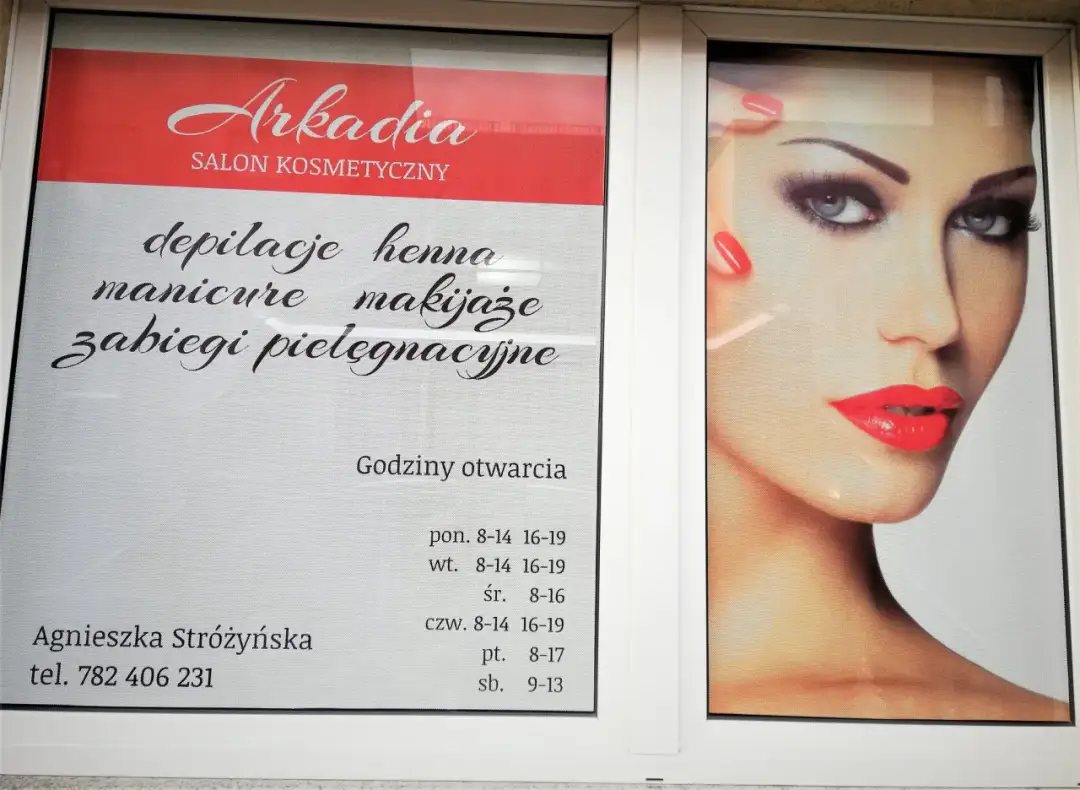 Arkadia
SALON KOSMETYCZNY
depilacje henna
manicure makijaże
zabiegi pielęgnacyjne
Godziny otwarcia
pon. 8-14 16-19
wt. 8-14 16-19
śr. 8-16
czw. 8-14 16-19
pt. 8-17
sb. 9-13
Agnieszka Stróżyńska
tel. 782 406 231